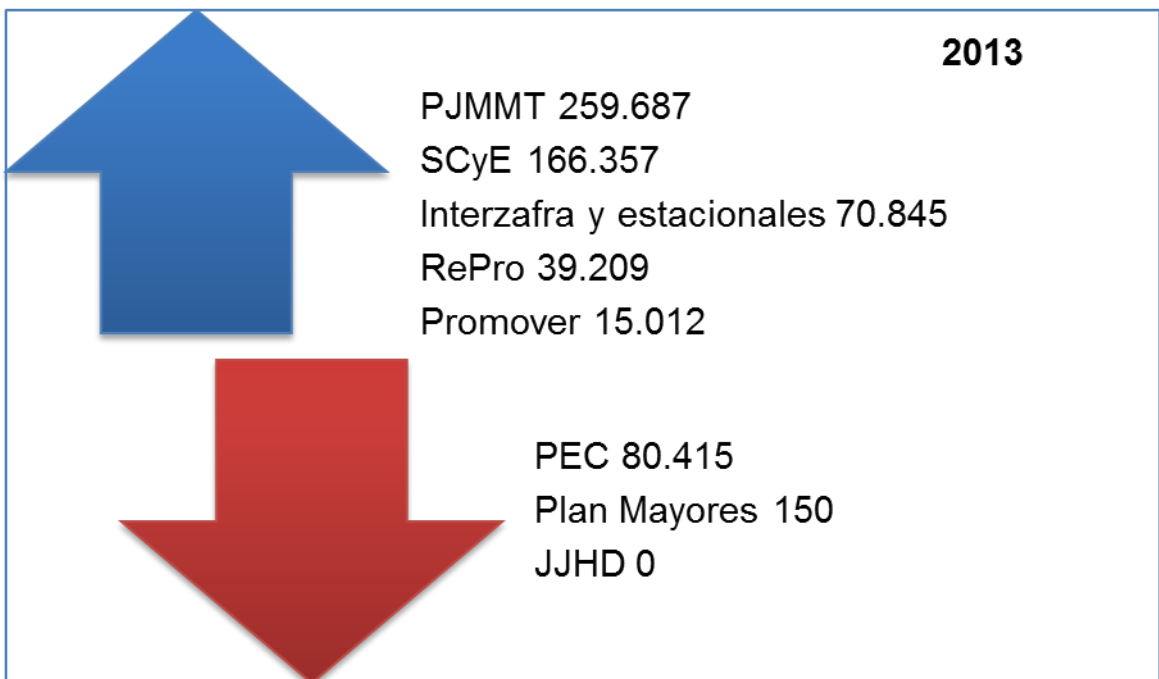 2013
PJMMT 259.687
SCyE 166.357
Interzafra y estacionales 70.845
RePro 39.209
Promover 15.012
PEC 80.415
Plan Mayores 150
JJHD 0